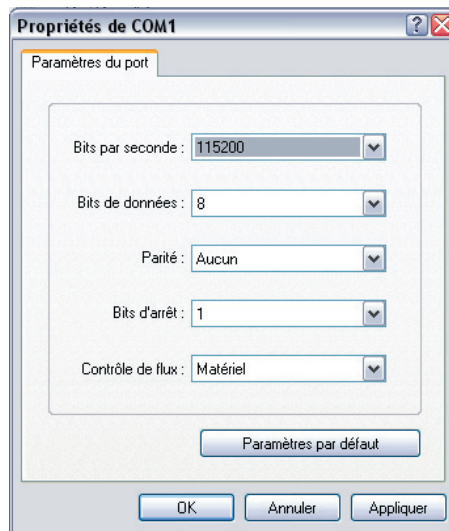 Propriétés de COM1
Paramètres du port
Bits par seconde : 115200
Bits de données : 8
Parité : Aucun
Bits d'arrêt : 1
Contrôle de flux : Matériel
Paramètres par défaut
OK Annuler Appliquer